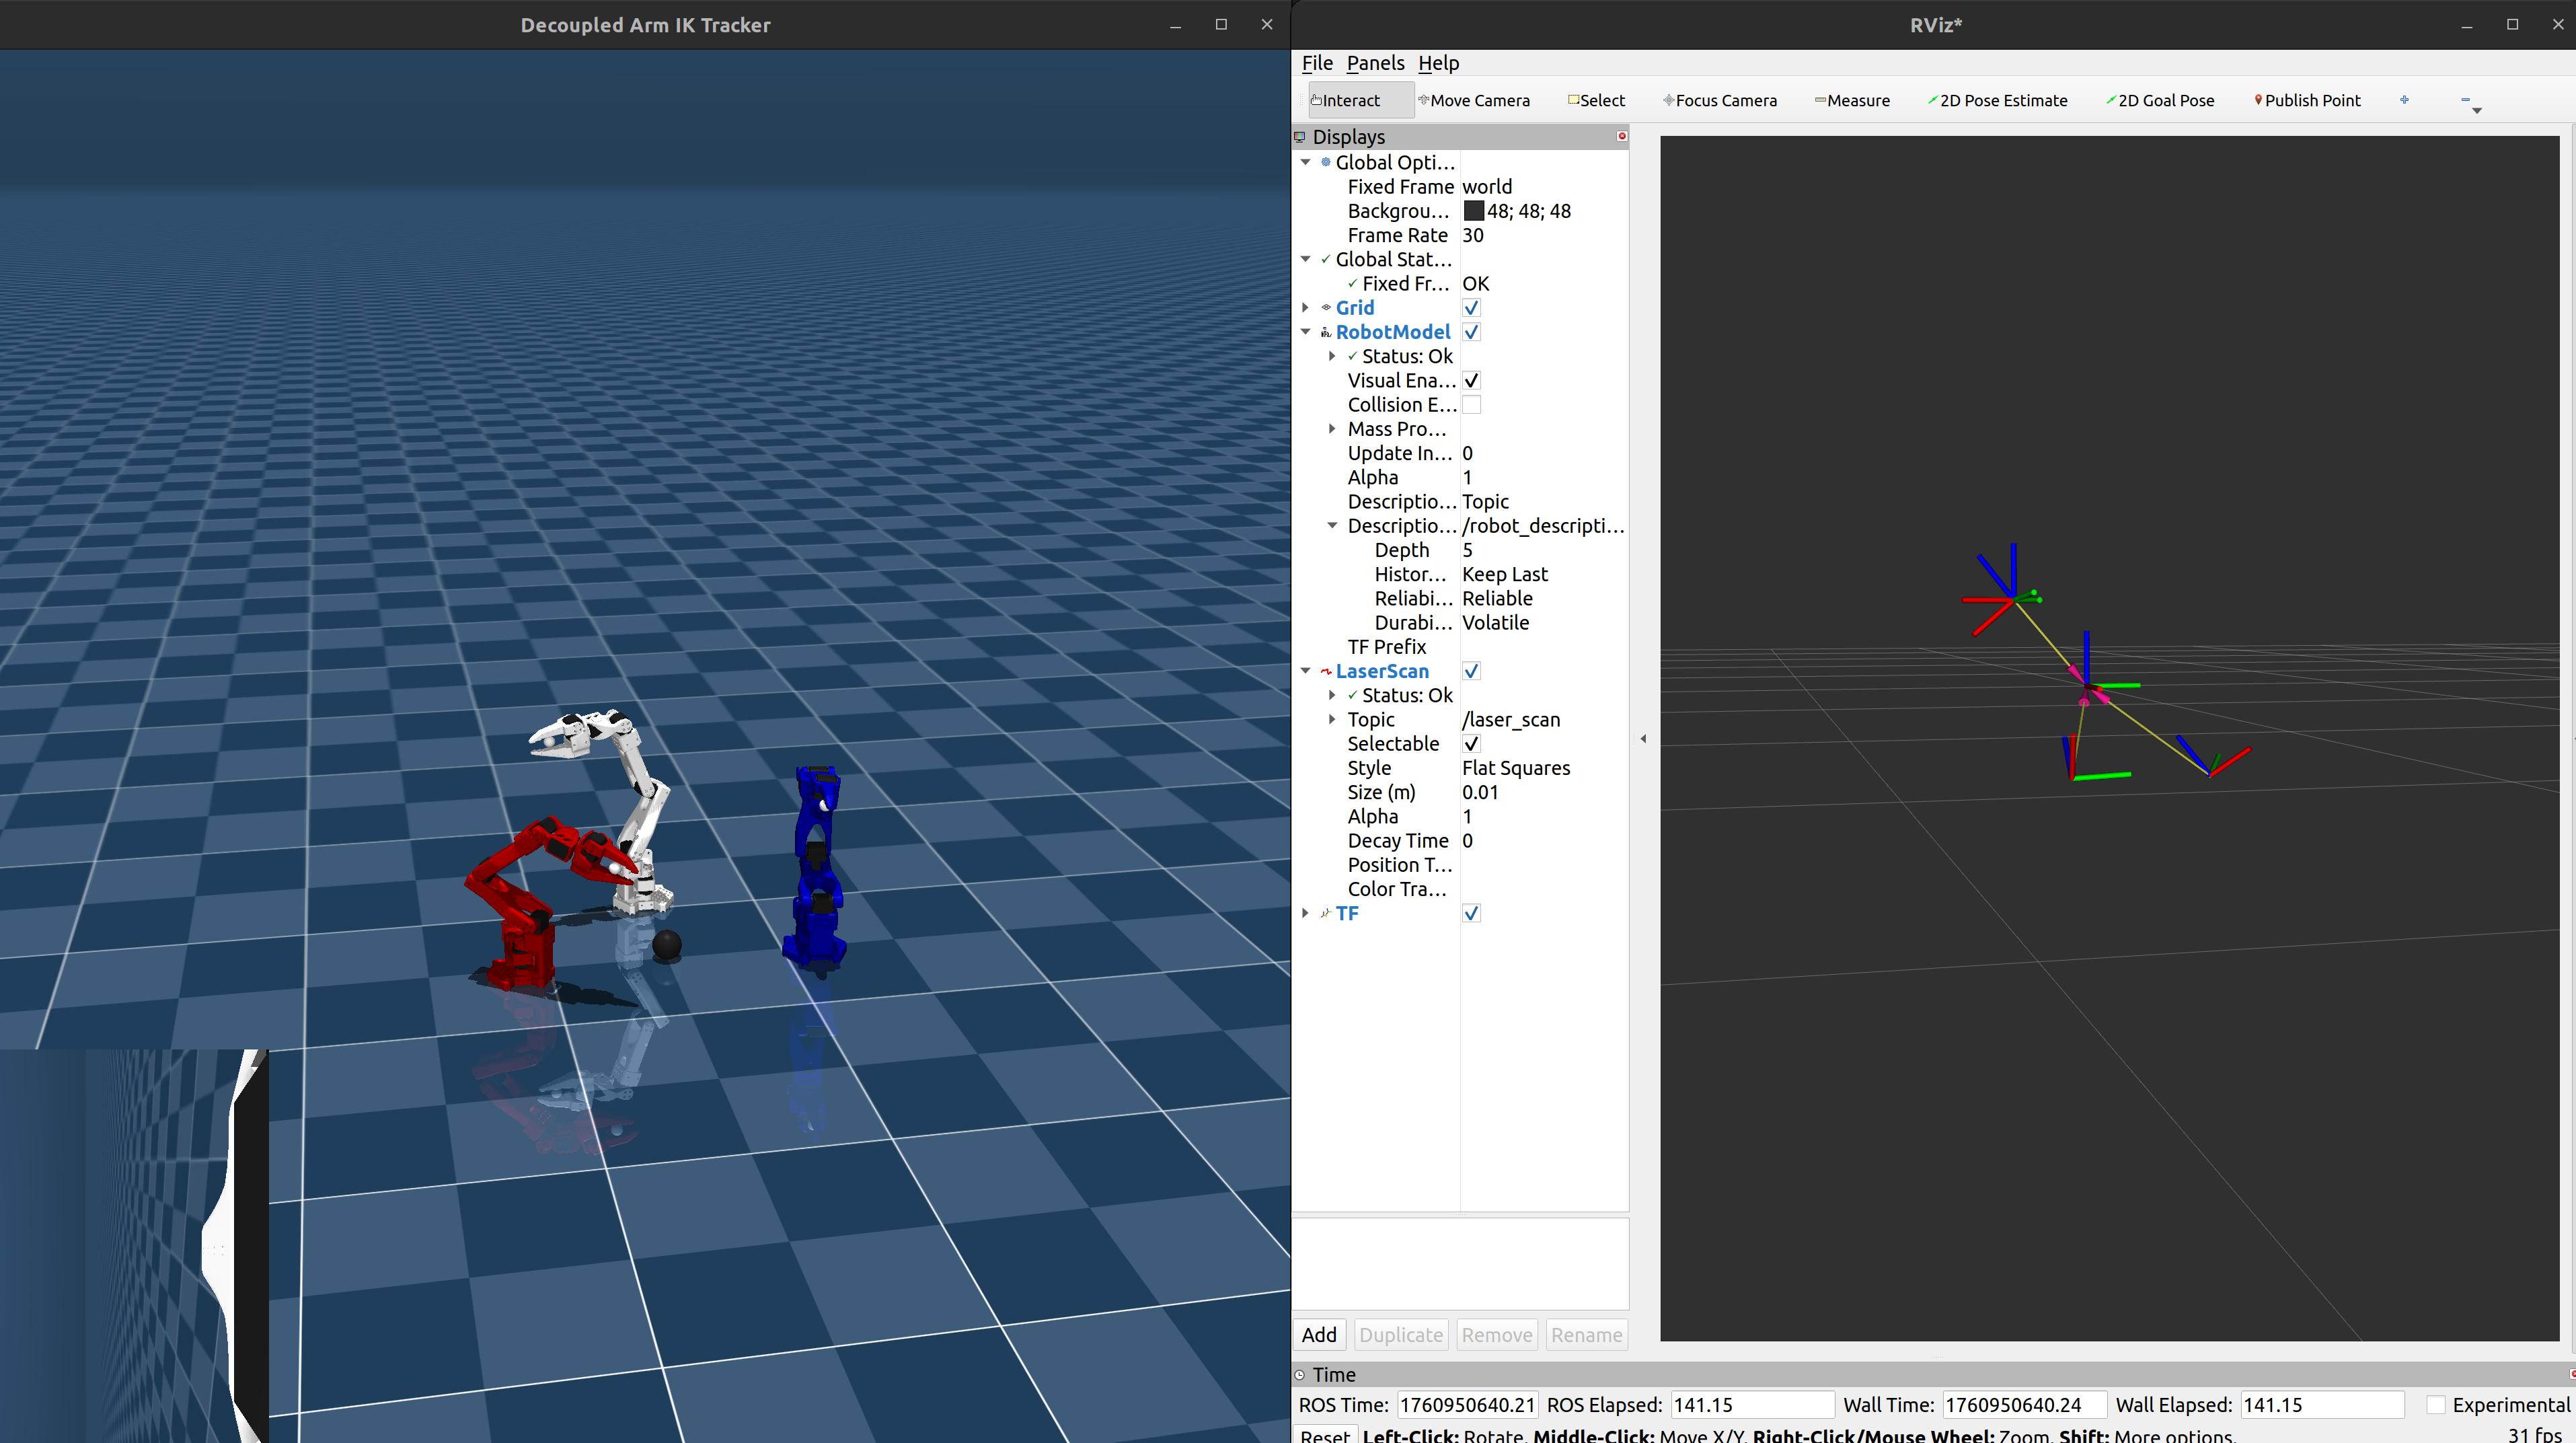 Decoupled Arm IK Tracker
RViz*
File Panels Help
Interact Move Camera Select Focus Camera Measure 2D Pose Estimate 2D Goal Pose Publish Point
Displays
Global Opti...
Fixed Frame world
Backgrou... 48; 48; 48
Frame Rate 30
Global Stat...
Fixed Fr... OK
Grid
RobotModel
Status: Ok
Visual Ena...
Collision E...
Mass Pro...
Update In... 0
Alpha 1
Descriptio... Topic
Descriptio... /robot_descripti...
Depth 5
Histor... Keep Last
Reliabi... Reliable
Durabi... Volatile
TF Prefix
LaserScan
Status: Ok
Topic /laser_scan
Selectable
Style Flat Squares
Size (m) 0.01
Alpha 1
Decay Time 0
Position T...
Color Tra...
TF
Add Duplicate Remove Rename
Time
ROS Time: 1760950640.21 ROS Elapsed: 141.15 Wall Time: 1760950640.24 Wall Elapsed: 141.15 Experimental
Reset Left-Click: Rotate. Middle-Click: Move X/Y. Right-Click/Mouse Wheel: Zoom. Shift: More options. 31 fps